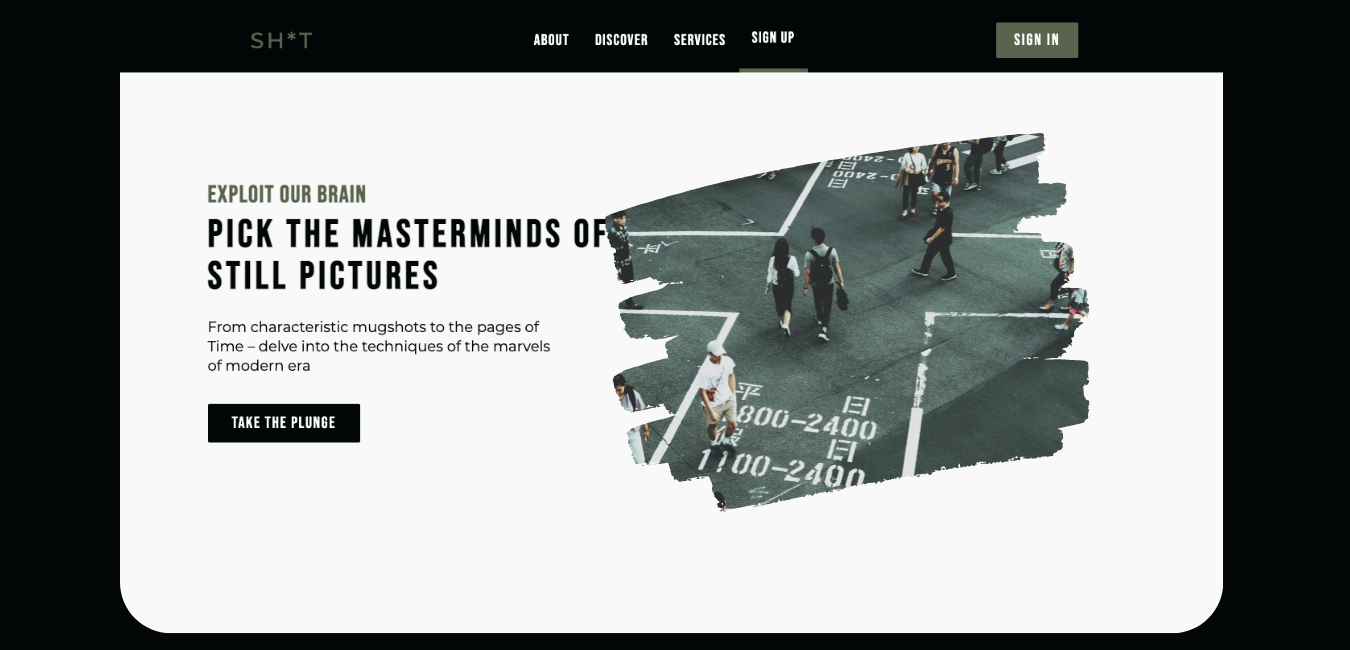 SH*T
ABOUT
DISCOVER
SERVICES
SIGN UP
SIGN IN
EXPLOIT OUR BRAIN
PICK THE MASTERMINDS OF
STILL PICTURES
From characteristic mugshots to the pages of
Time – delve into the techniques of the marvels
of modern era
TAKE THE PLUNGE
日
800-2400
日
1100-2400